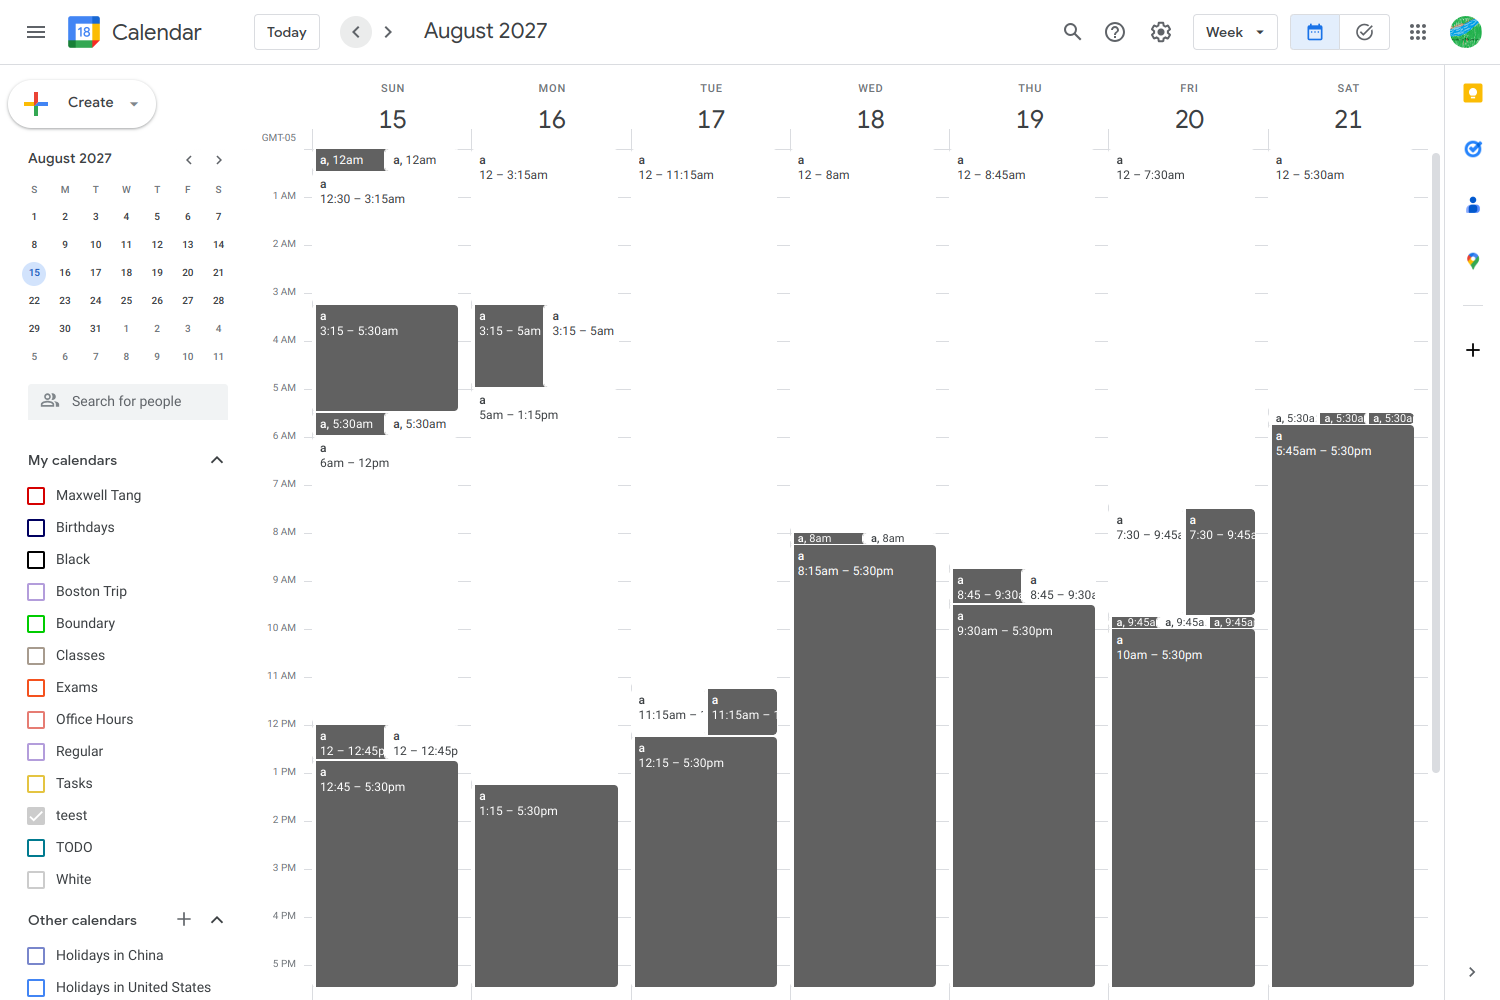 18 Calendar Today August 2027 Week
Create
August 2027
S M T W T F S
1 2 3 4 5 6 7
8 9 10 11 12 13 14
15 16 17 18 19 20 21
22 23 24 25 26 27 28
29 30 31 1 2 3 4
5 6 7 8 9 10 11
Search for people
My calendars
Maxwell Tang
Birthdays
Black
Boston Trip
Boundary
Classes
Exams
Office Hours
Regular
Tasks
teest
TODO
White
Other calendars
Holidays in China
Holidays in United States
SUN MON TUE WED THU FRI SAT
15 16 17 18 19 20 21
GMT-05
1 AM
2 AM
3 AM
4 AM
5 AM
6 AM
7 AM
8 AM
9 AM
10 AM
11 AM
12 PM
1 PM
2 PM
3 PM
4 PM
5 PM
a, 12am
a, 12am
a
12:30 – 3:15am
a
3:15 – 5:30am
a, 5:30am
a, 5:30am
a
6am – 12pm
a
12 – 12:45p
a
12 – 12:45p
a
12:45 – 5:30pm
a
12 – 3:15am
a
3:15 – 5am
a
3:15 – 5am
a
5am – 1:15pm
a
1:15 – 5:30pm
a
12 – 11:15am
a
11:15am –
a
11:15am –
a
12:15 – 5:30pm
a
12 – 8am
a, 8am
a, 8am
a
8:15am – 5:30pm
a
12 – 8:45am
a
8:45 – 9:30a
a
8:45 – 9:30a
a
9:30am – 5:30pm
a
12 – 7:30am
a
7:30 – 9:45a
a
7:30 – 9:45a
a, 9:45a
a, 9:45a
a, 9:45a
a
10am – 5:30pm
a
12 – 5:30am
a, 5:30a
a, 5:30a
a, 5:30a
a
5:45am – 5:30pm